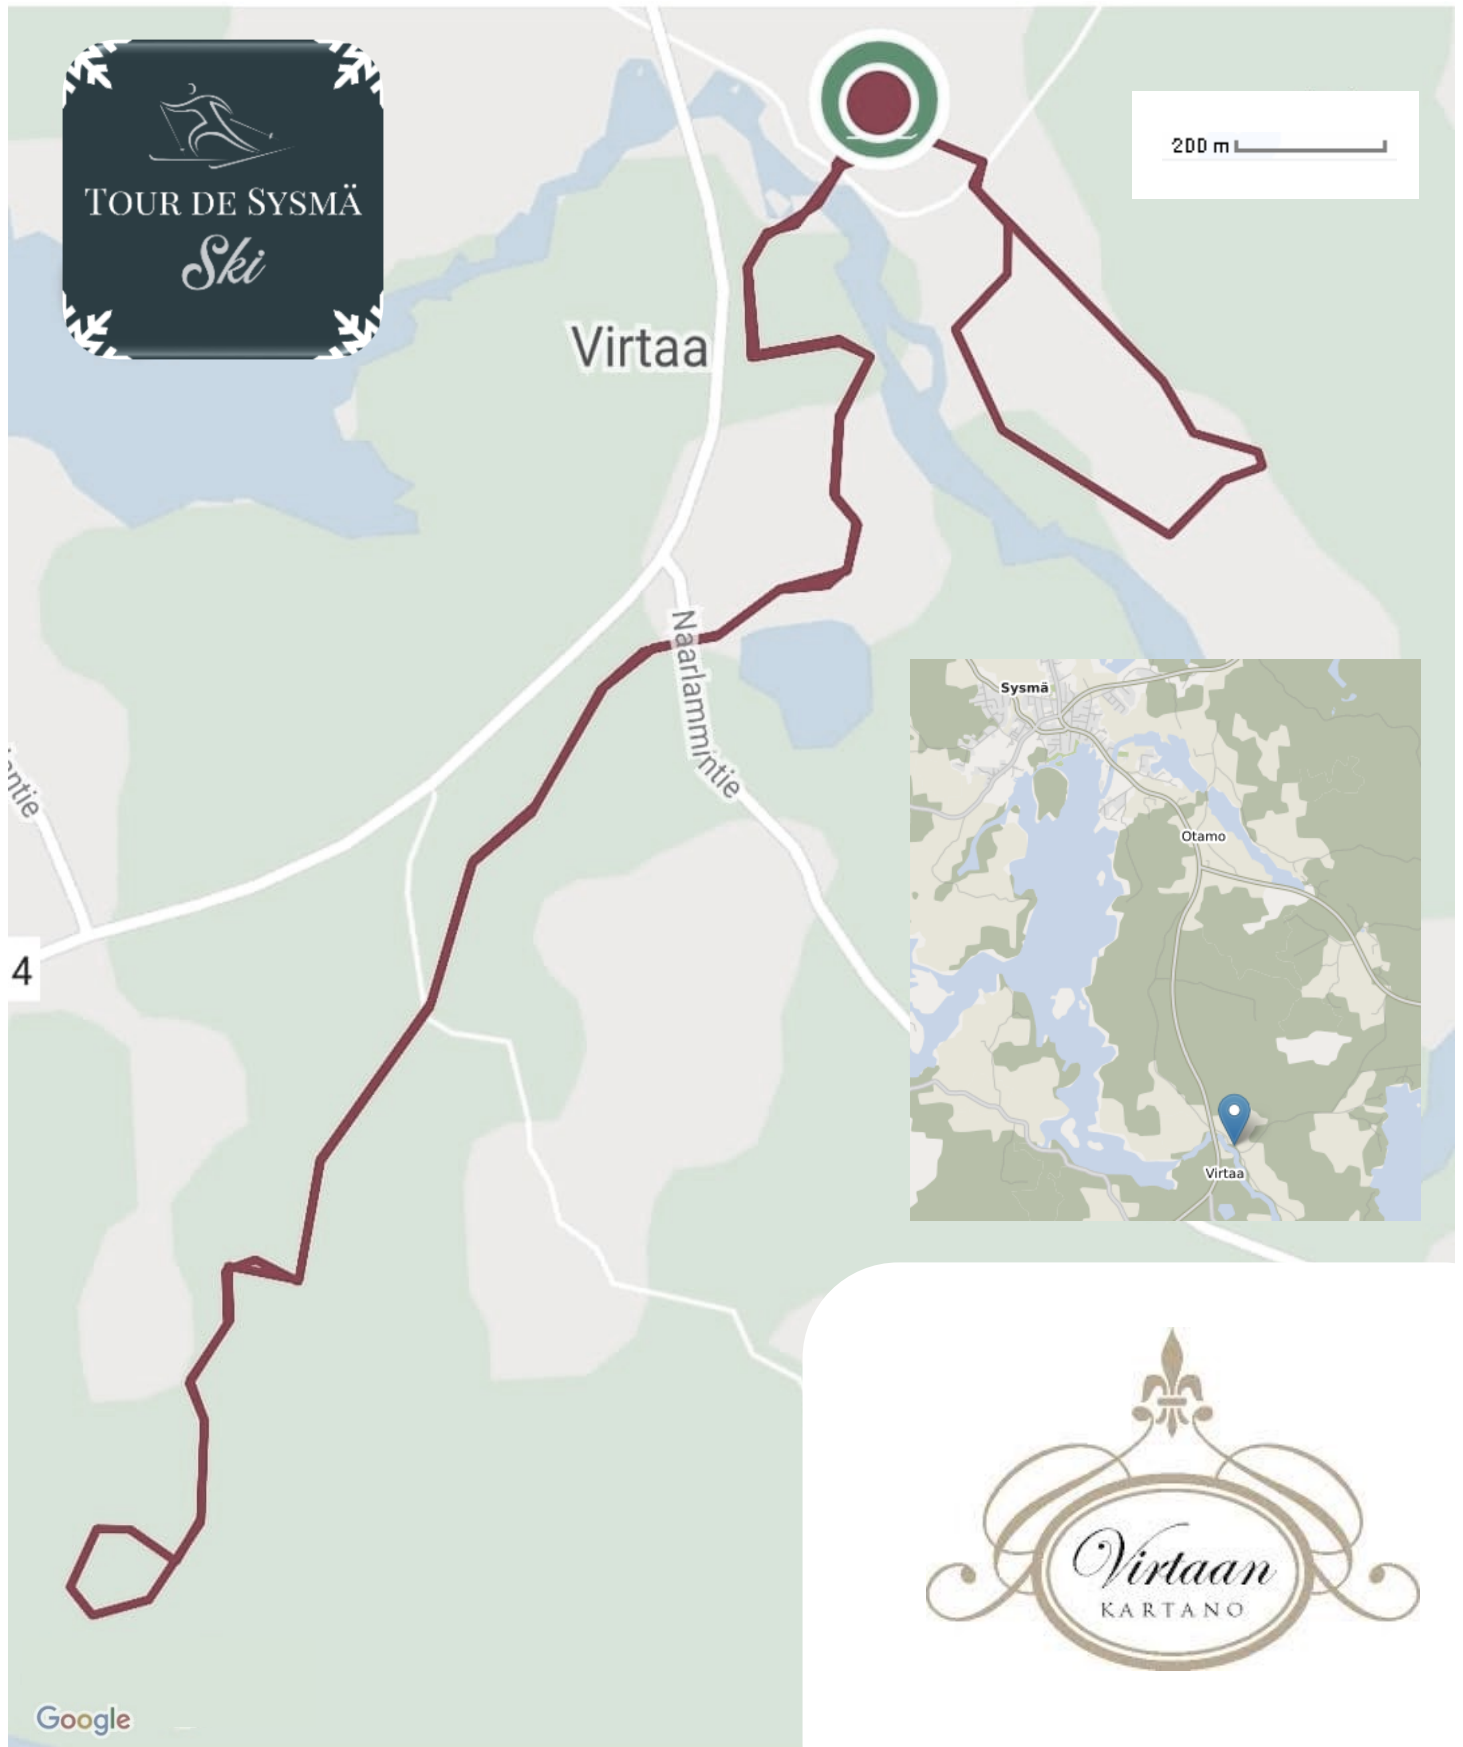 TOUR DE SYSMÄ
Ski
200 m
Virtaa
Naarlammintie
ntie
4
Sysmä
Otamo
Virtaa
Virtaan
KARTANO
Google